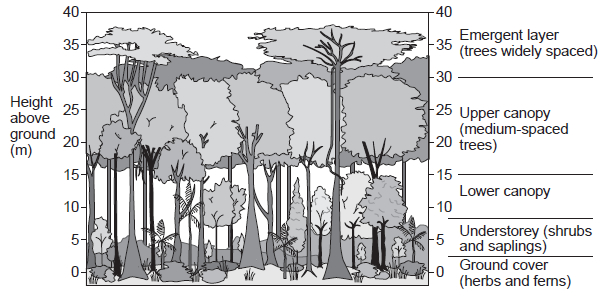 40
35
30
25
20
15
10
5
0
Height
above
ground
(m)
40
35
30
25
20
15
10
5
0
Emergent layer
(trees widely spaced)
Upper canopy
(medium-spaced
trees)
Lower canopy
Understorey (shrubs
and saplings)
Ground cover
(herbs and ferns)